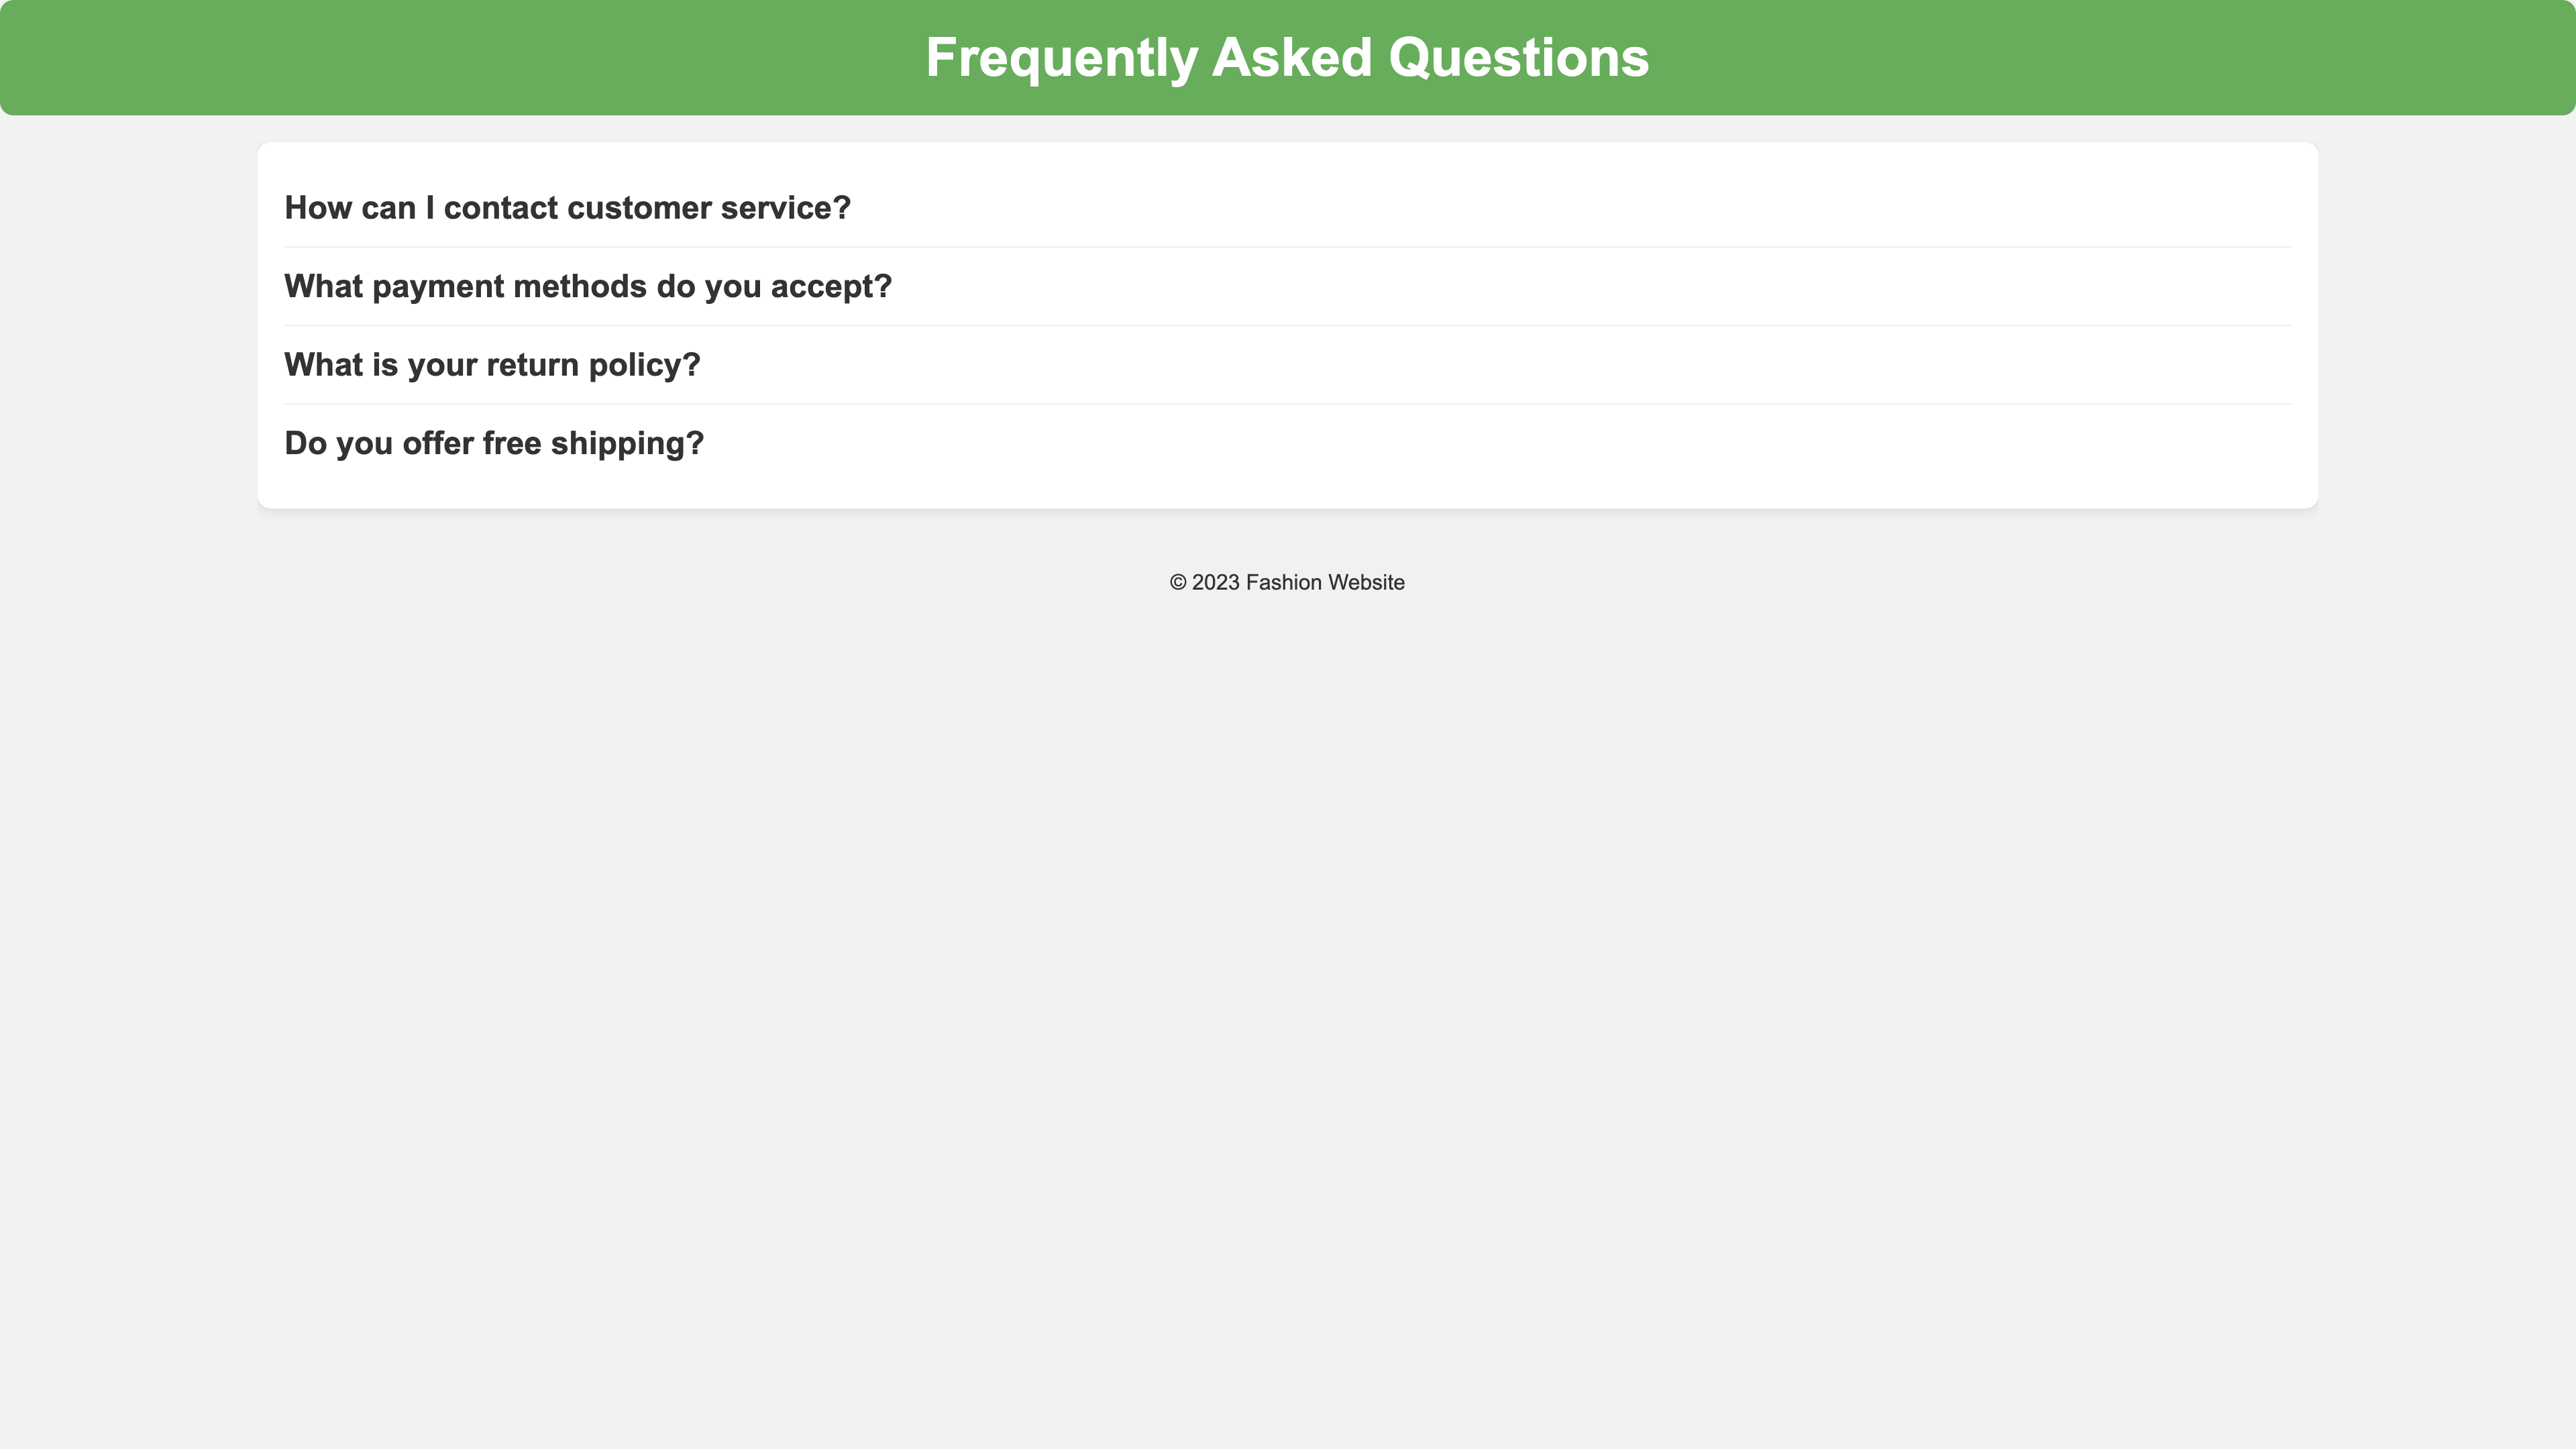 Frequently Asked Questions
How can I contact customer service?
What payment methods do you accept?
What is your return policy?
Do you offer free shipping?
© 2023 Fashion Website